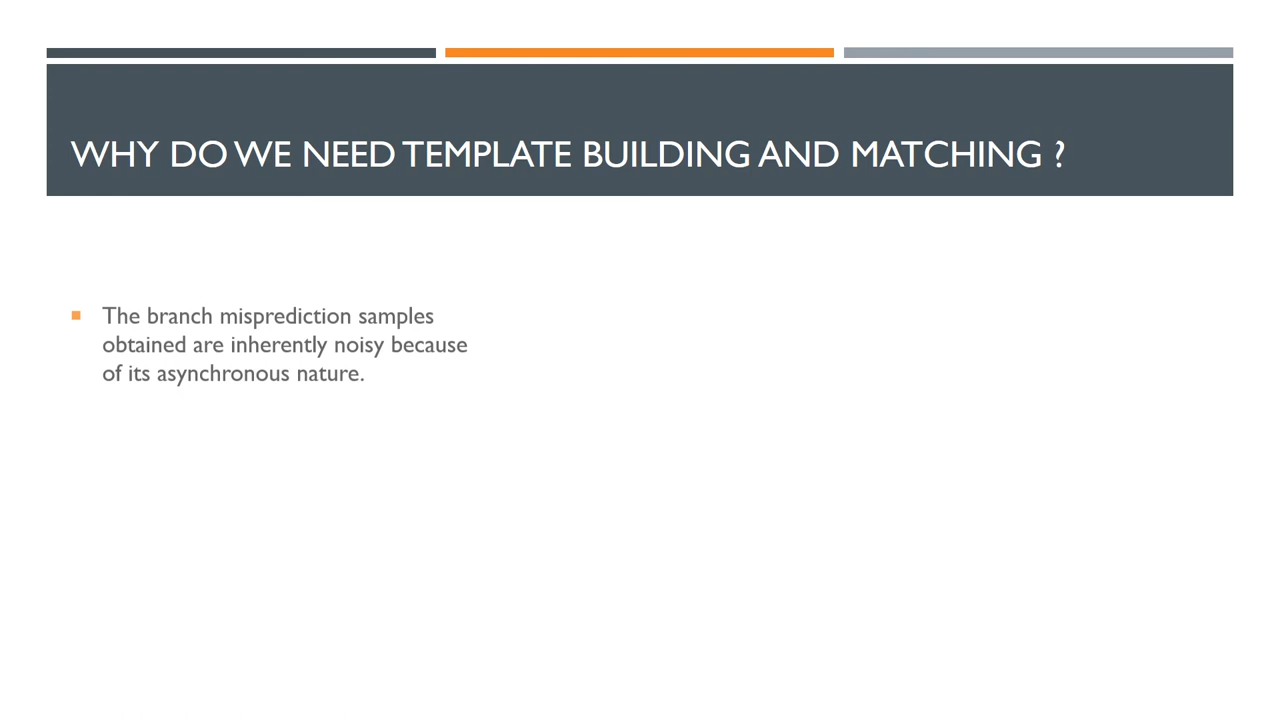 WHY DO WE NEED TEMPLATE BUILDING AND MATCHING ?
The branch misprediction samples
obtained are inherently noisy because
of its asynchronous nature.